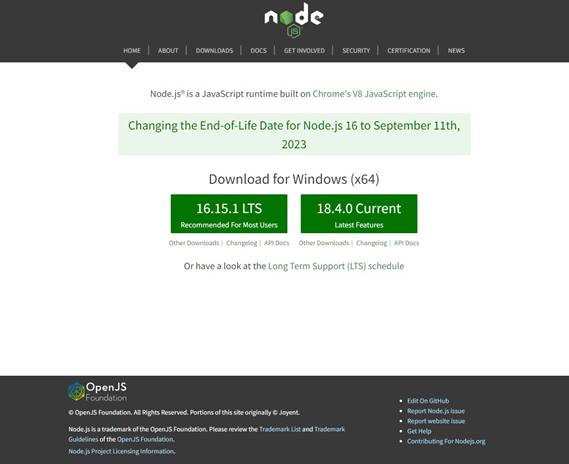 node
JS
HOME | ABOUT | DOWNLOADS | DOCS | GET INVOLVED | SECURITY | CERTIFICATION | NEWS
Node.js® is a JavaScript runtime built on Chrome's V8 JavaScript engine.
Changing the End-of-Life Date for Node.js 16 to September 11th,
2023
Download for Windows (x64)
16.15.1 LTS
Recommended For Most Users
18.4.0 Current
Latest Features
Other Downloads | Changelog | API Docs
Other Downloads | Changelog | API Docs
Or have a look at the Long Term Support (LTS) schedule
OpenJS
Foundation
© OpenJS Foundation. All Rights Reserved. Portions of this site originally © Joyent.
Node.js is a trademark of the OpenJS Foundation. Please review the Trademark List and Trademark
Guidelines of the OpenJS Foundation.
Node.js Project Licensing Information.
Edit On GitHub
Report Node.js issue
Report website issue
Get Help
Contributing For Nodejs.org